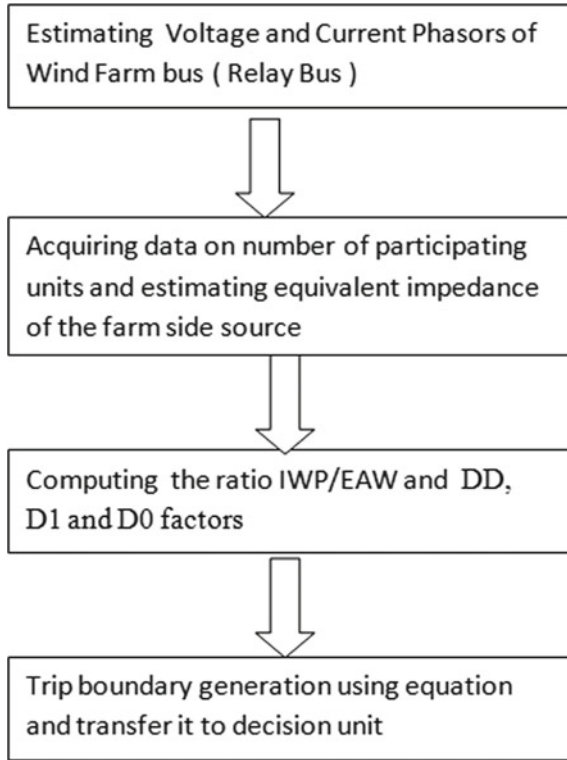 Estimating Voltage and Current Phasors of
Wind Farm bus ( Relay Bus )
Acquiring data on number of participating
units and estimating equivalent impedance
of the farm side source
Computing the ratio IWP/EAW and DD,
D1 and D0 factors
Trip boundary generation using equation
and transfer it to decision unit